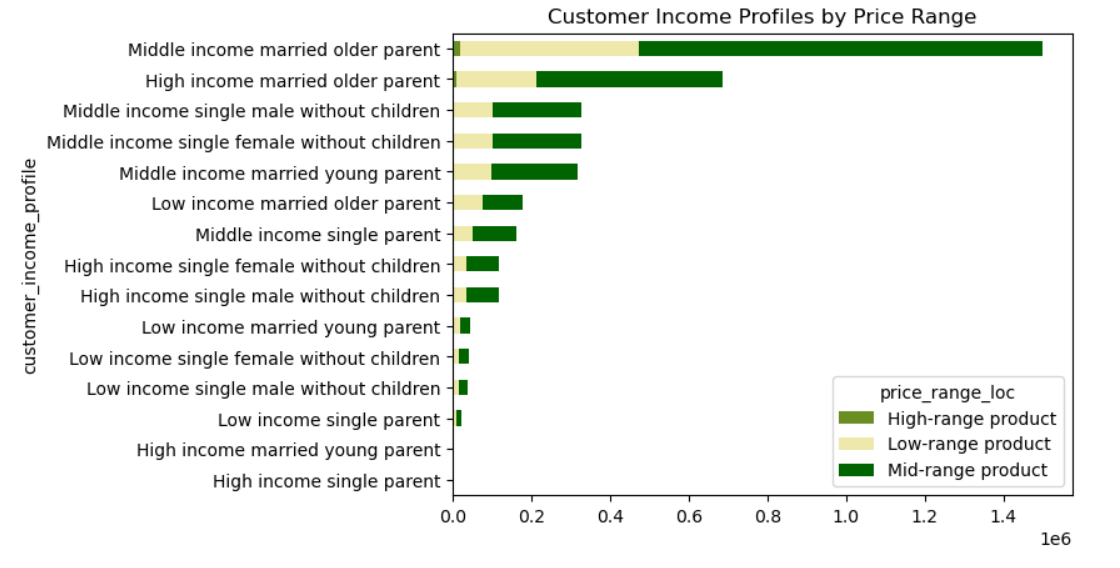 Customer Income Profiles by Price Range
customer_income_profile
Middle income married older parent
High income married older parent
Middle income single male without children
Middle income single female without children
Middle income married young parent
Low income married older parent
Middle income single parent
High income single female without children
High income single male without children
Low income married young parent
Low income single female without children
Low income single male without children
Low income single parent
High income married young parent
High income single parent
price_range_loc
High-range product
Low-range product
Mid-range product
0.0 0.2 0.4 0.6 0.8 1.0 1.2 1.4
1e6